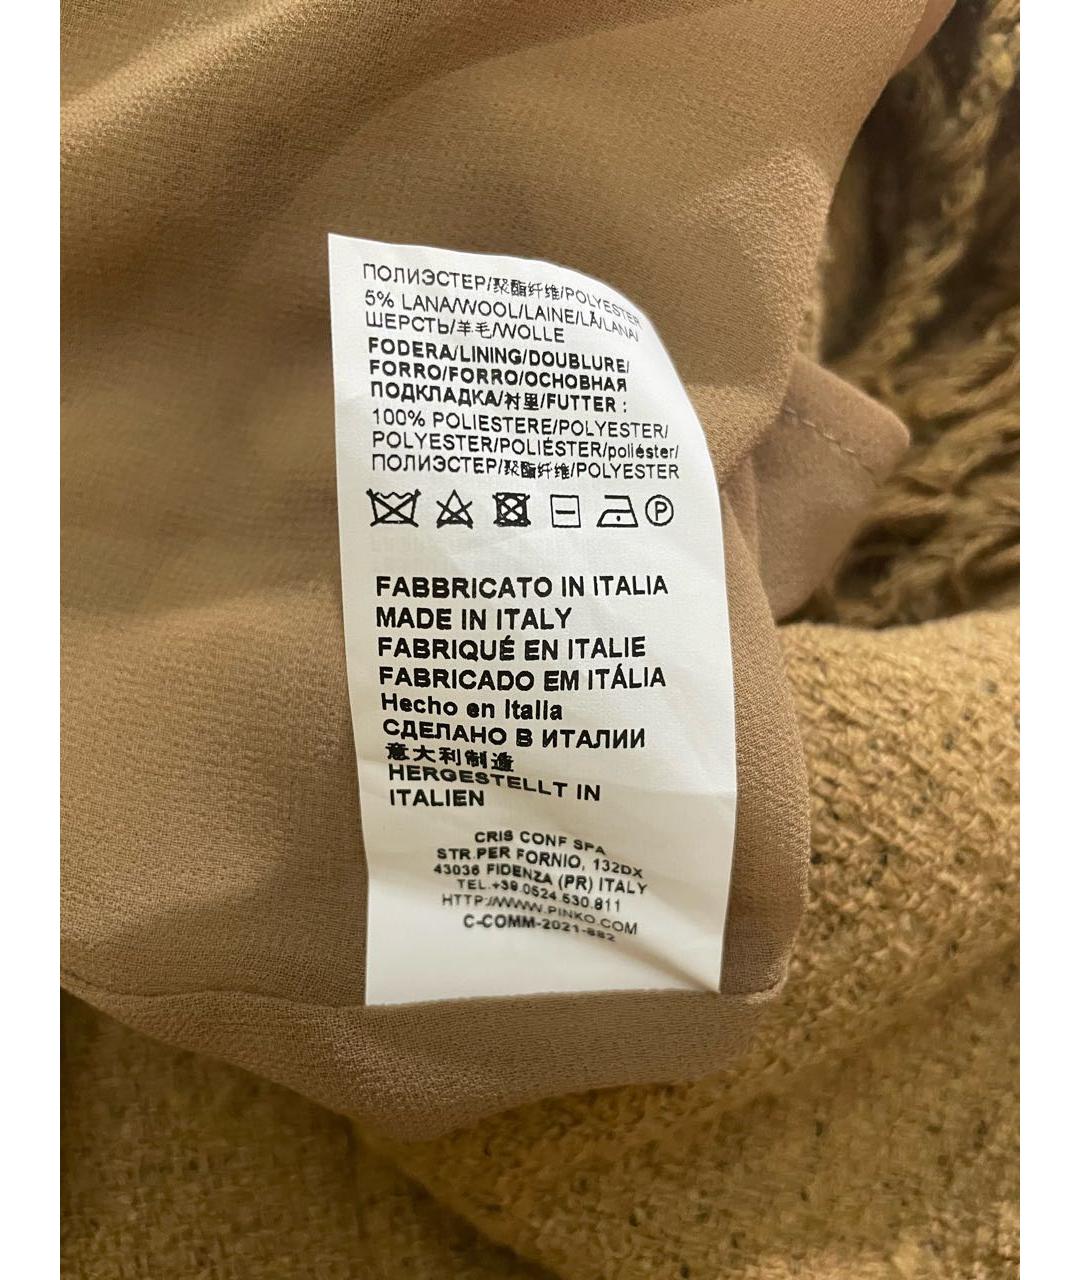 ПОЛИЭСТЕР/聚酯纤维/POLYESTER
5% LANA/WOOL/LAINE/LÃ/LANA/
ШЕРСТЬ/羊毛/WOLLE
FODERA/LINING/DOUBLURE/
FORRO/FORRO/ОСНОВНАЯ
ПОДКЛАДКА/衬里/FUTTER :
100% POLIESTERE/POLYESTER/
POLYESTER/POLIÉSTER/poliéster/
ПОЛИЭСТЕР/聚酯纤维/POLYESTER
P
FABBRICATO IN ITALIA
MADE IN ITALY
FABRIQUÉ EN ITALIE
FABRICADO EM ITÁLIA
Hecho en Italia
СДЕЛАНО В ИТАЛИИ
意大利制造
HERGESTELLT IN
ITALIEN
CRIS CONF SPA
STR.PER FORNIO, 132DX
43036 FIDENZA (PR) ITALY
TEL.+39.0524.530.811
HTTP://WWW.PINKO.COM
C-COMM-2021-882